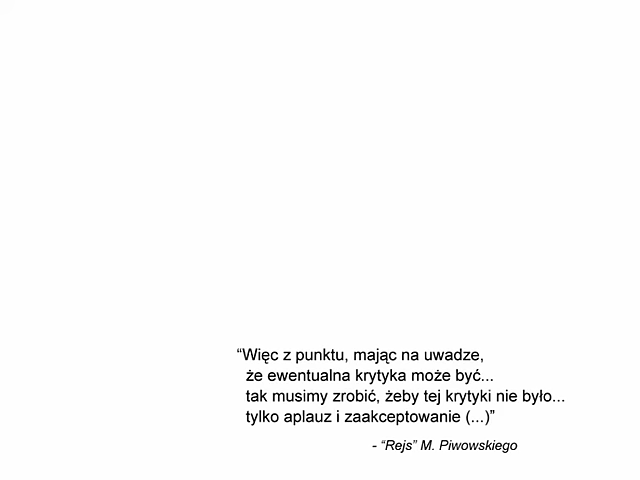 “Więc z punktu, mając na uwadze,
że ewentualna krytyka może być...
tak musimy zrobić, żeby tej krytyki nie było...
tylko aplauz i zaakceptowanie (...)”
- “Rejs” M. Piwowskiego